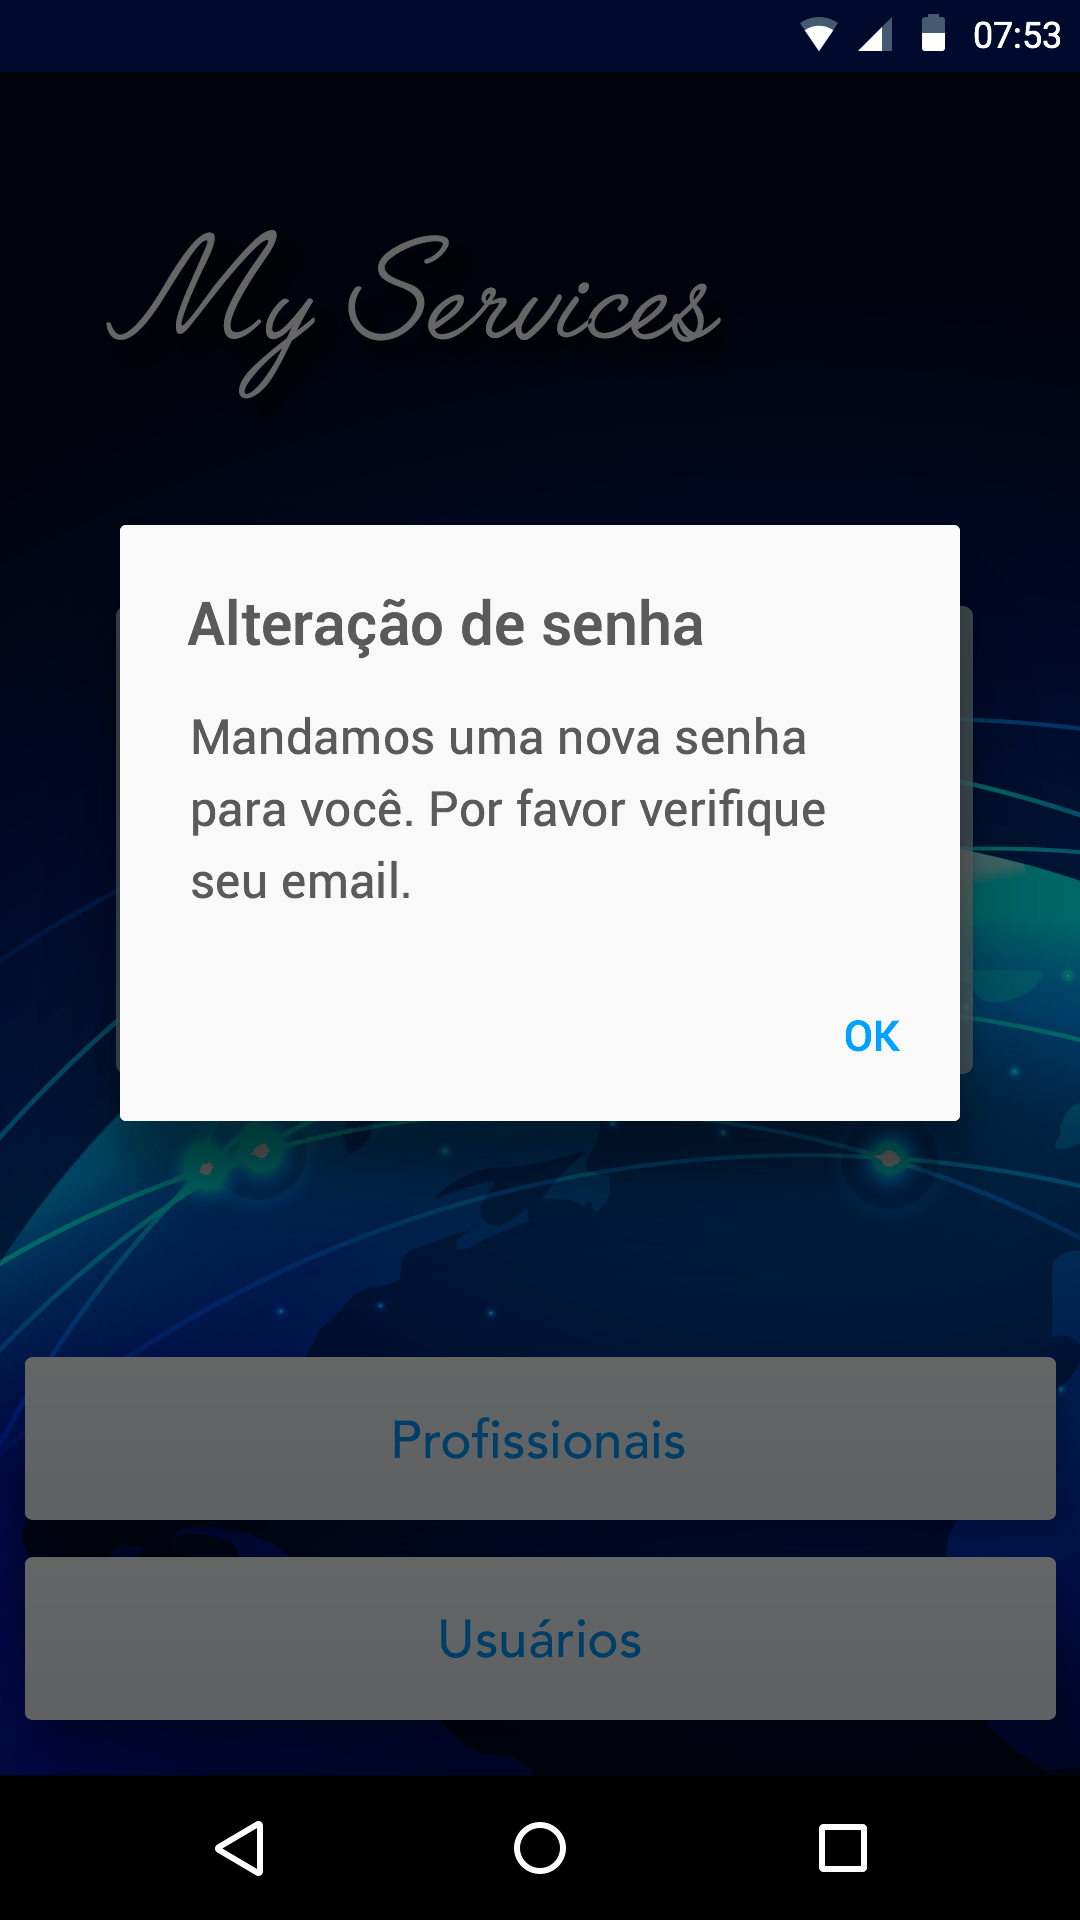 07:53
My Services
Alteração de senha
Mandamos uma nova senha
para você. Por favor verifique
seu email.
OK
Profissionais
Usuários